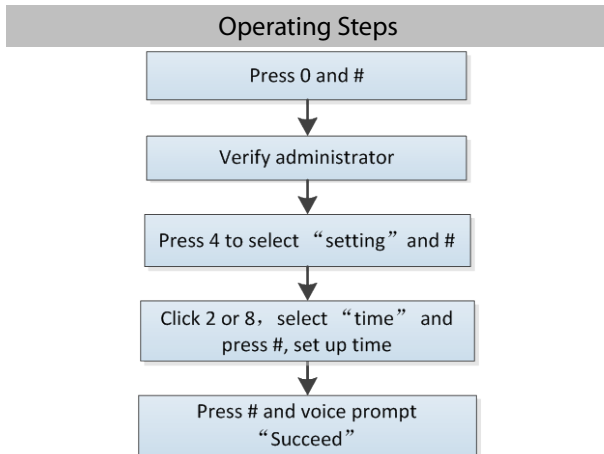 Operating Steps
Press 0 and #
Verify administrator
Press 4 to select “setting” and #
Click 2 or 8，select “time” and
press #, set up time
Press # and voice prompt
“Succeed”